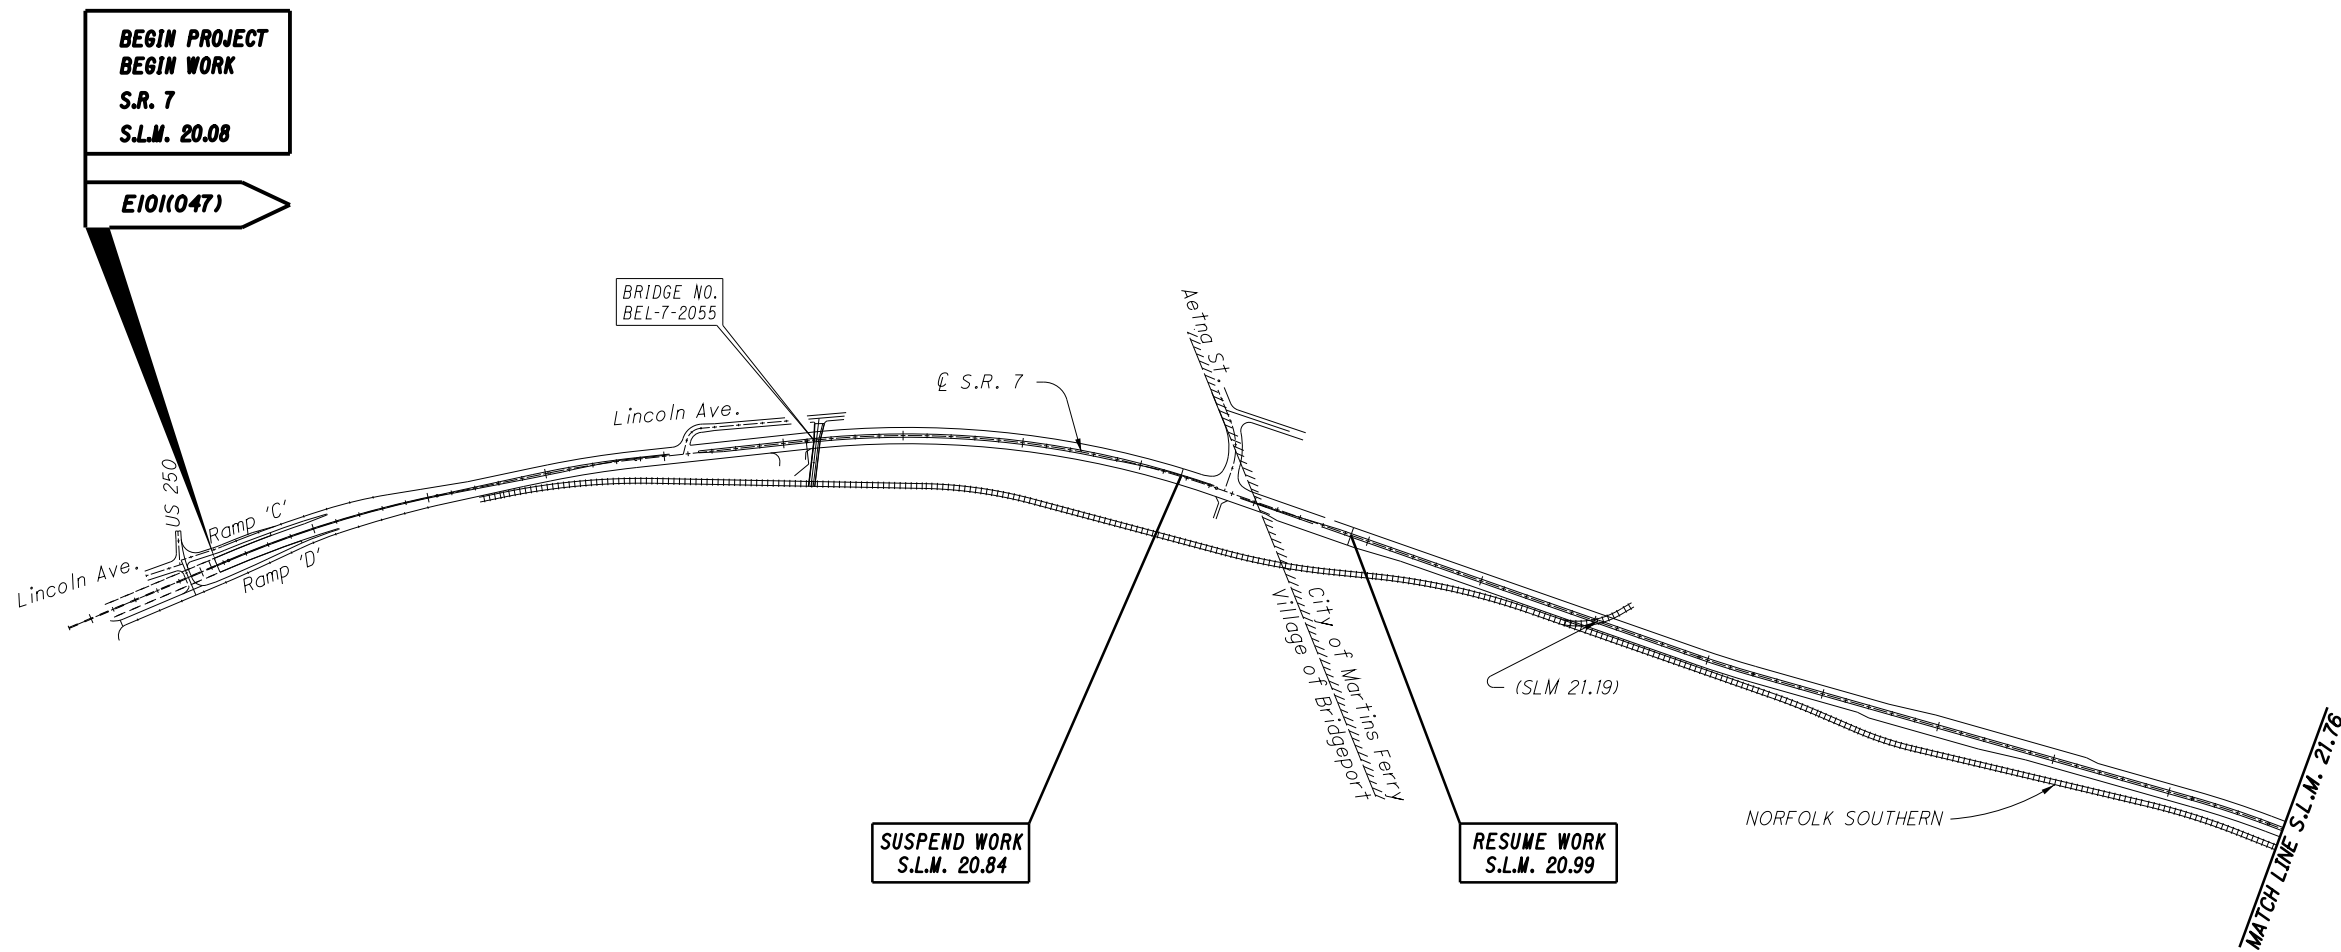 BEGIN PROJECT
BEGIN WORK
S.R. 7
S.L.M. 20.08
E101(047)
BRIDGE NO.
BEL-7-2055
Aetna ST.
℄ S.R. 7
Lincoln Ave.
US 250
Ramp 'C'
Lincoln Ave.
Ramp 'D'
City of Martins Ferry
Village of Bridgeport
(SLM 21.19)
SUSPEND WORK
S.L.M. 20.84
RESUME WORK
S.L.M. 20.99
NORFOLK SOUTHERN
MATCH LINE S.L.M. 21.76